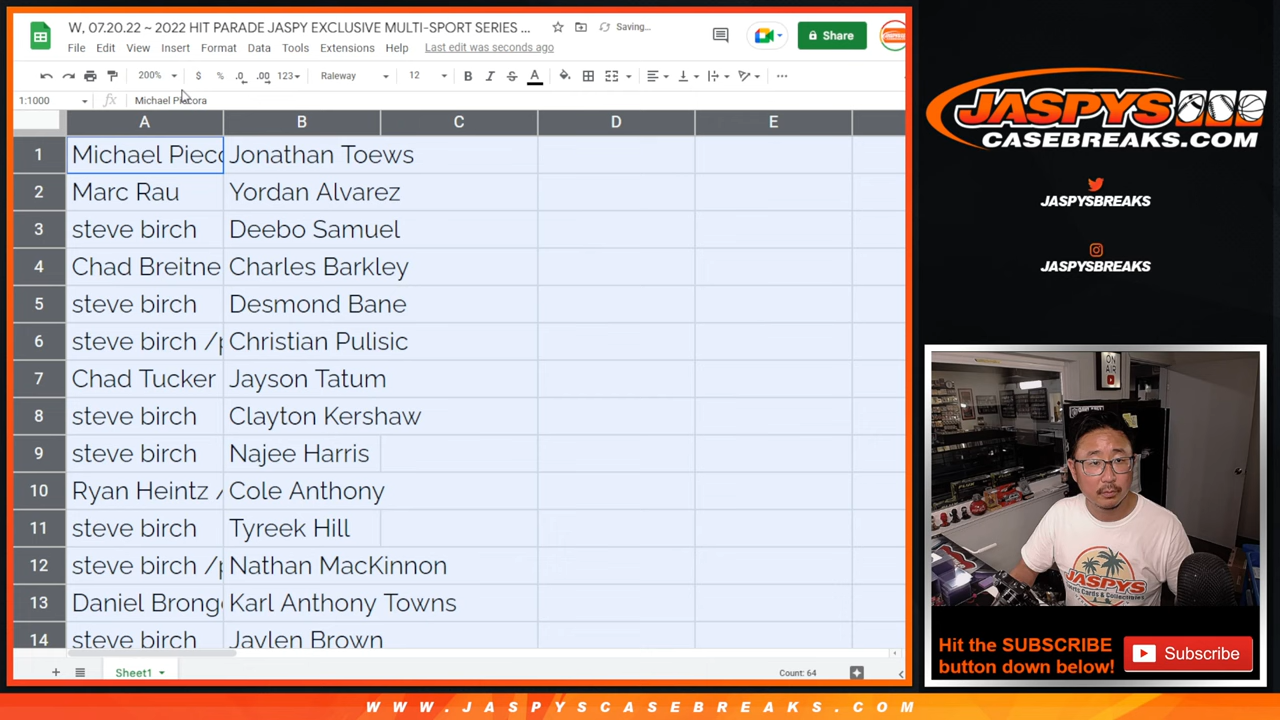 W, 07.20.22 ~ 2022 HIT PARADE JASPY EXCLUSIVE MULTI-SPORT SERIES ...
Saving...
File Edit View Insert Format Data Tools Extensions Help Last edit was seconds ago
Share
200% $ % .0 .00 123 Raleway 12 B I S A
1:1000 fx Michael Piecora
A B C D E
1 Michael Pieco Jonathan Toews
2 Marc Rau Yordan Alvarez
3 steve birch Deebo Samuel
4 Chad Breitne Charles Barkley
5 steve birch Desmond Bane
6 steve birch /p Christian Pulisic
7 Chad Tucker Jayson Tatum
8 steve birch Clayton Kershaw
9 steve birch Najee Harris
10 Ryan Heintz / Cole Anthony
11 steve birch Tyreek Hill
12 steve birch /p Nathan MacKinnon
13 Daniel Brong Karl Anthony Towns
14 steve birch Jaylen Brown
Sheet1
Count: 64
JASPYS
CASEBREAKS.COM
JASPYSBREAKS
JASPYSBREAKS
ON AIR
JASPYS
Hit the SUBSCRIBE
button down below!
Subscribe
WWW.JASPYSCASEBREAKS.COM